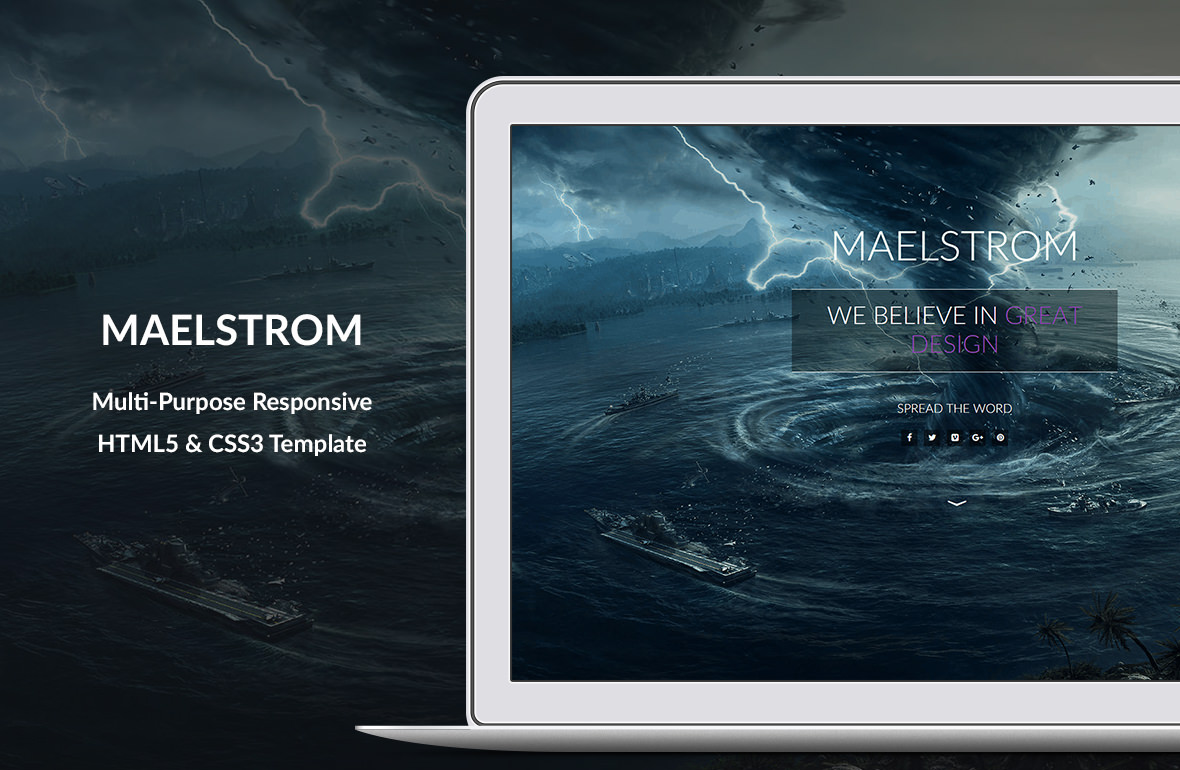 MAELSTROM
Multi-Purpose Responsive
HTML5 & CSS3 Template
MAELSTROM
WE BELIEVE IN GREAT
DESIGN
SPREAD THE WORD